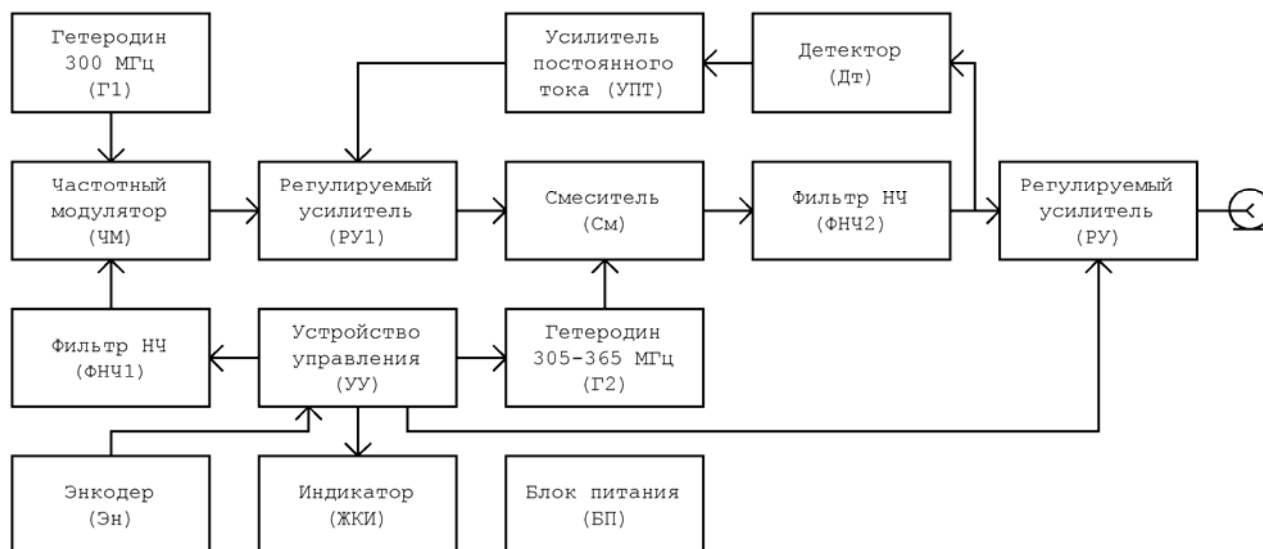 Гетеродин
300 МГц
(Г1)
Усилитель
постоянного
тока (УПТ)
Детектор
(Дт)
Частотный
модулятор
(ЧМ)
Регулируемый
усилитель
(РУ1)
Смеситель
(См)
Фильтр НЧ
(ФНЧ2)
Регулируемый
усилитель
(РУ)
Фильтр НЧ
(ФНЧ1)
Устройство
управления
(УУ)
Гетеродин
305-365 МГц
(Г2)
Энкодер
(Эн)
Индикатор
(ЖКИ)
Блок питания
(БП)